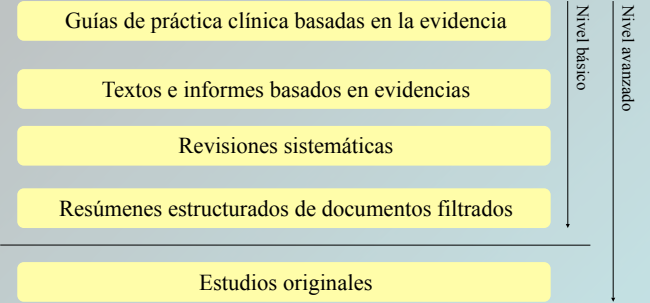 Guías de práctica clínica basadas en la evidencia
Textos e informes basados en evidencias
Revisiones sistemáticas
Resúmenes estructurados de documentos filtrados
Estudios originales
Nivel básico
Nivel avanzado